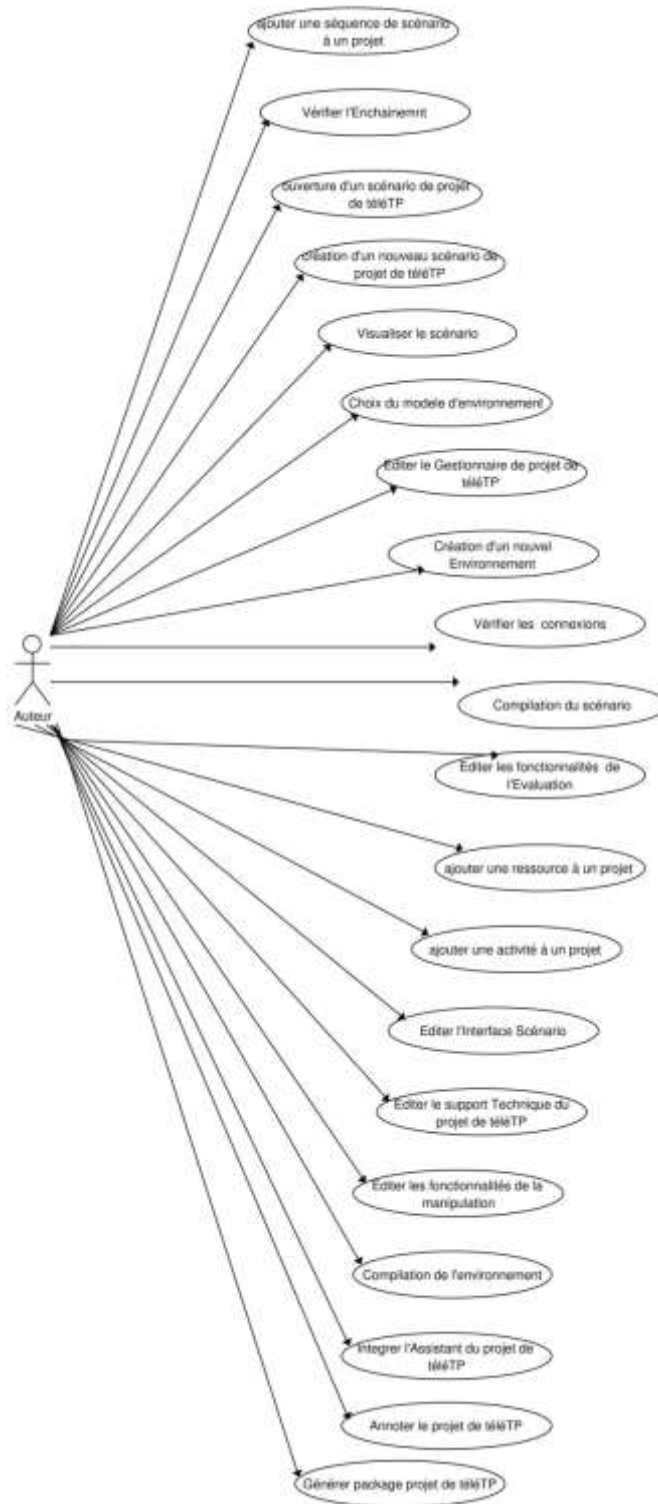 ajouter une séquence de scénario
à un projet
Vérifier l'Enchainemnt
ouverture d'un scénario de projet
de téléTP
création d'un nouveau scénario de
projet de téléTP
Visualiser le scénario
Choix du modele d'environnement
Editer le Gestionnaire de projet de
téléTP
Création d'un nouvel
Environnement
Vérifier les connexions
Auteur
Compilation du scénario
Editer les fonctionnalités de
l'Evaluation
ajouter une ressource à un projet
ajouter une activité à un projet
Editer l'Interface Scénario
Editer le support Technique du
projet de téléTP
Editer les fonctionnalités de la
manipulation
Compilation de l'environnement
Integrer l'Assistant du projet de
téléTP
Annoter le projet de téléTP
Générer package projet de téléTP